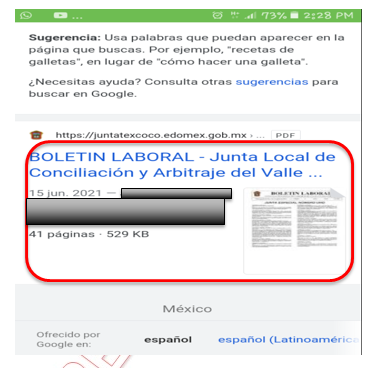 ... 73% 2:28 PM
Sugerencia: Usa palabras que puedan aparecer en la
página que buscas. Por ejemplo, "recetas de
galletas", en lugar de "cómo hacer una galleta".
¿Necesitas ayuda? Consulta otras sugerencias para
buscar en Google.
https://juntatexcoco.edomex.gob.mx › ... PDF
BOLETIN LABORAL - Junta Local de
Conciliación y Arbitraje del Valle ...
15 jun. 2021 —
BOLETIN LABORAL
41 páginas · 529 KB
México
Ofrecido por
Google en:
español
español (Latinoamérica